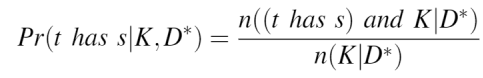 Pr(t has s|K, D*) = n((t has s) and K|D*) / n(K|D*)